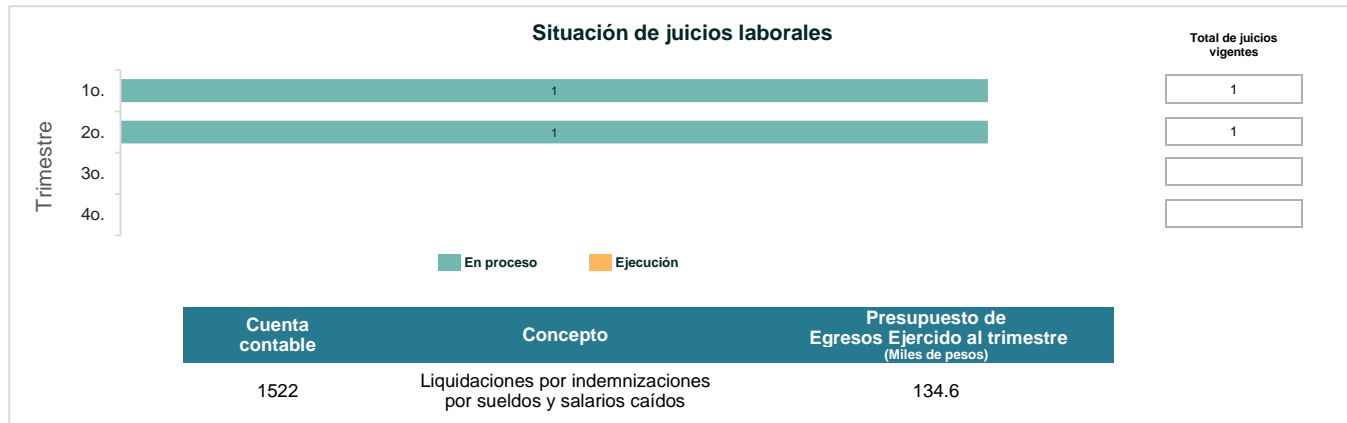 Situación de juicios laborales
Total de juicios
vigentes
Trimestre
1o.
1
1
2o.
1
1
3o.
4o.
En proceso
Ejecución
Cuenta
contable
Concepto
Presupuesto de
Egresos Ejercido al trimestre
(Miles de pesos)
1522
Liquidaciones por indemnizaciones
por sueldos y salarios caídos
134.6